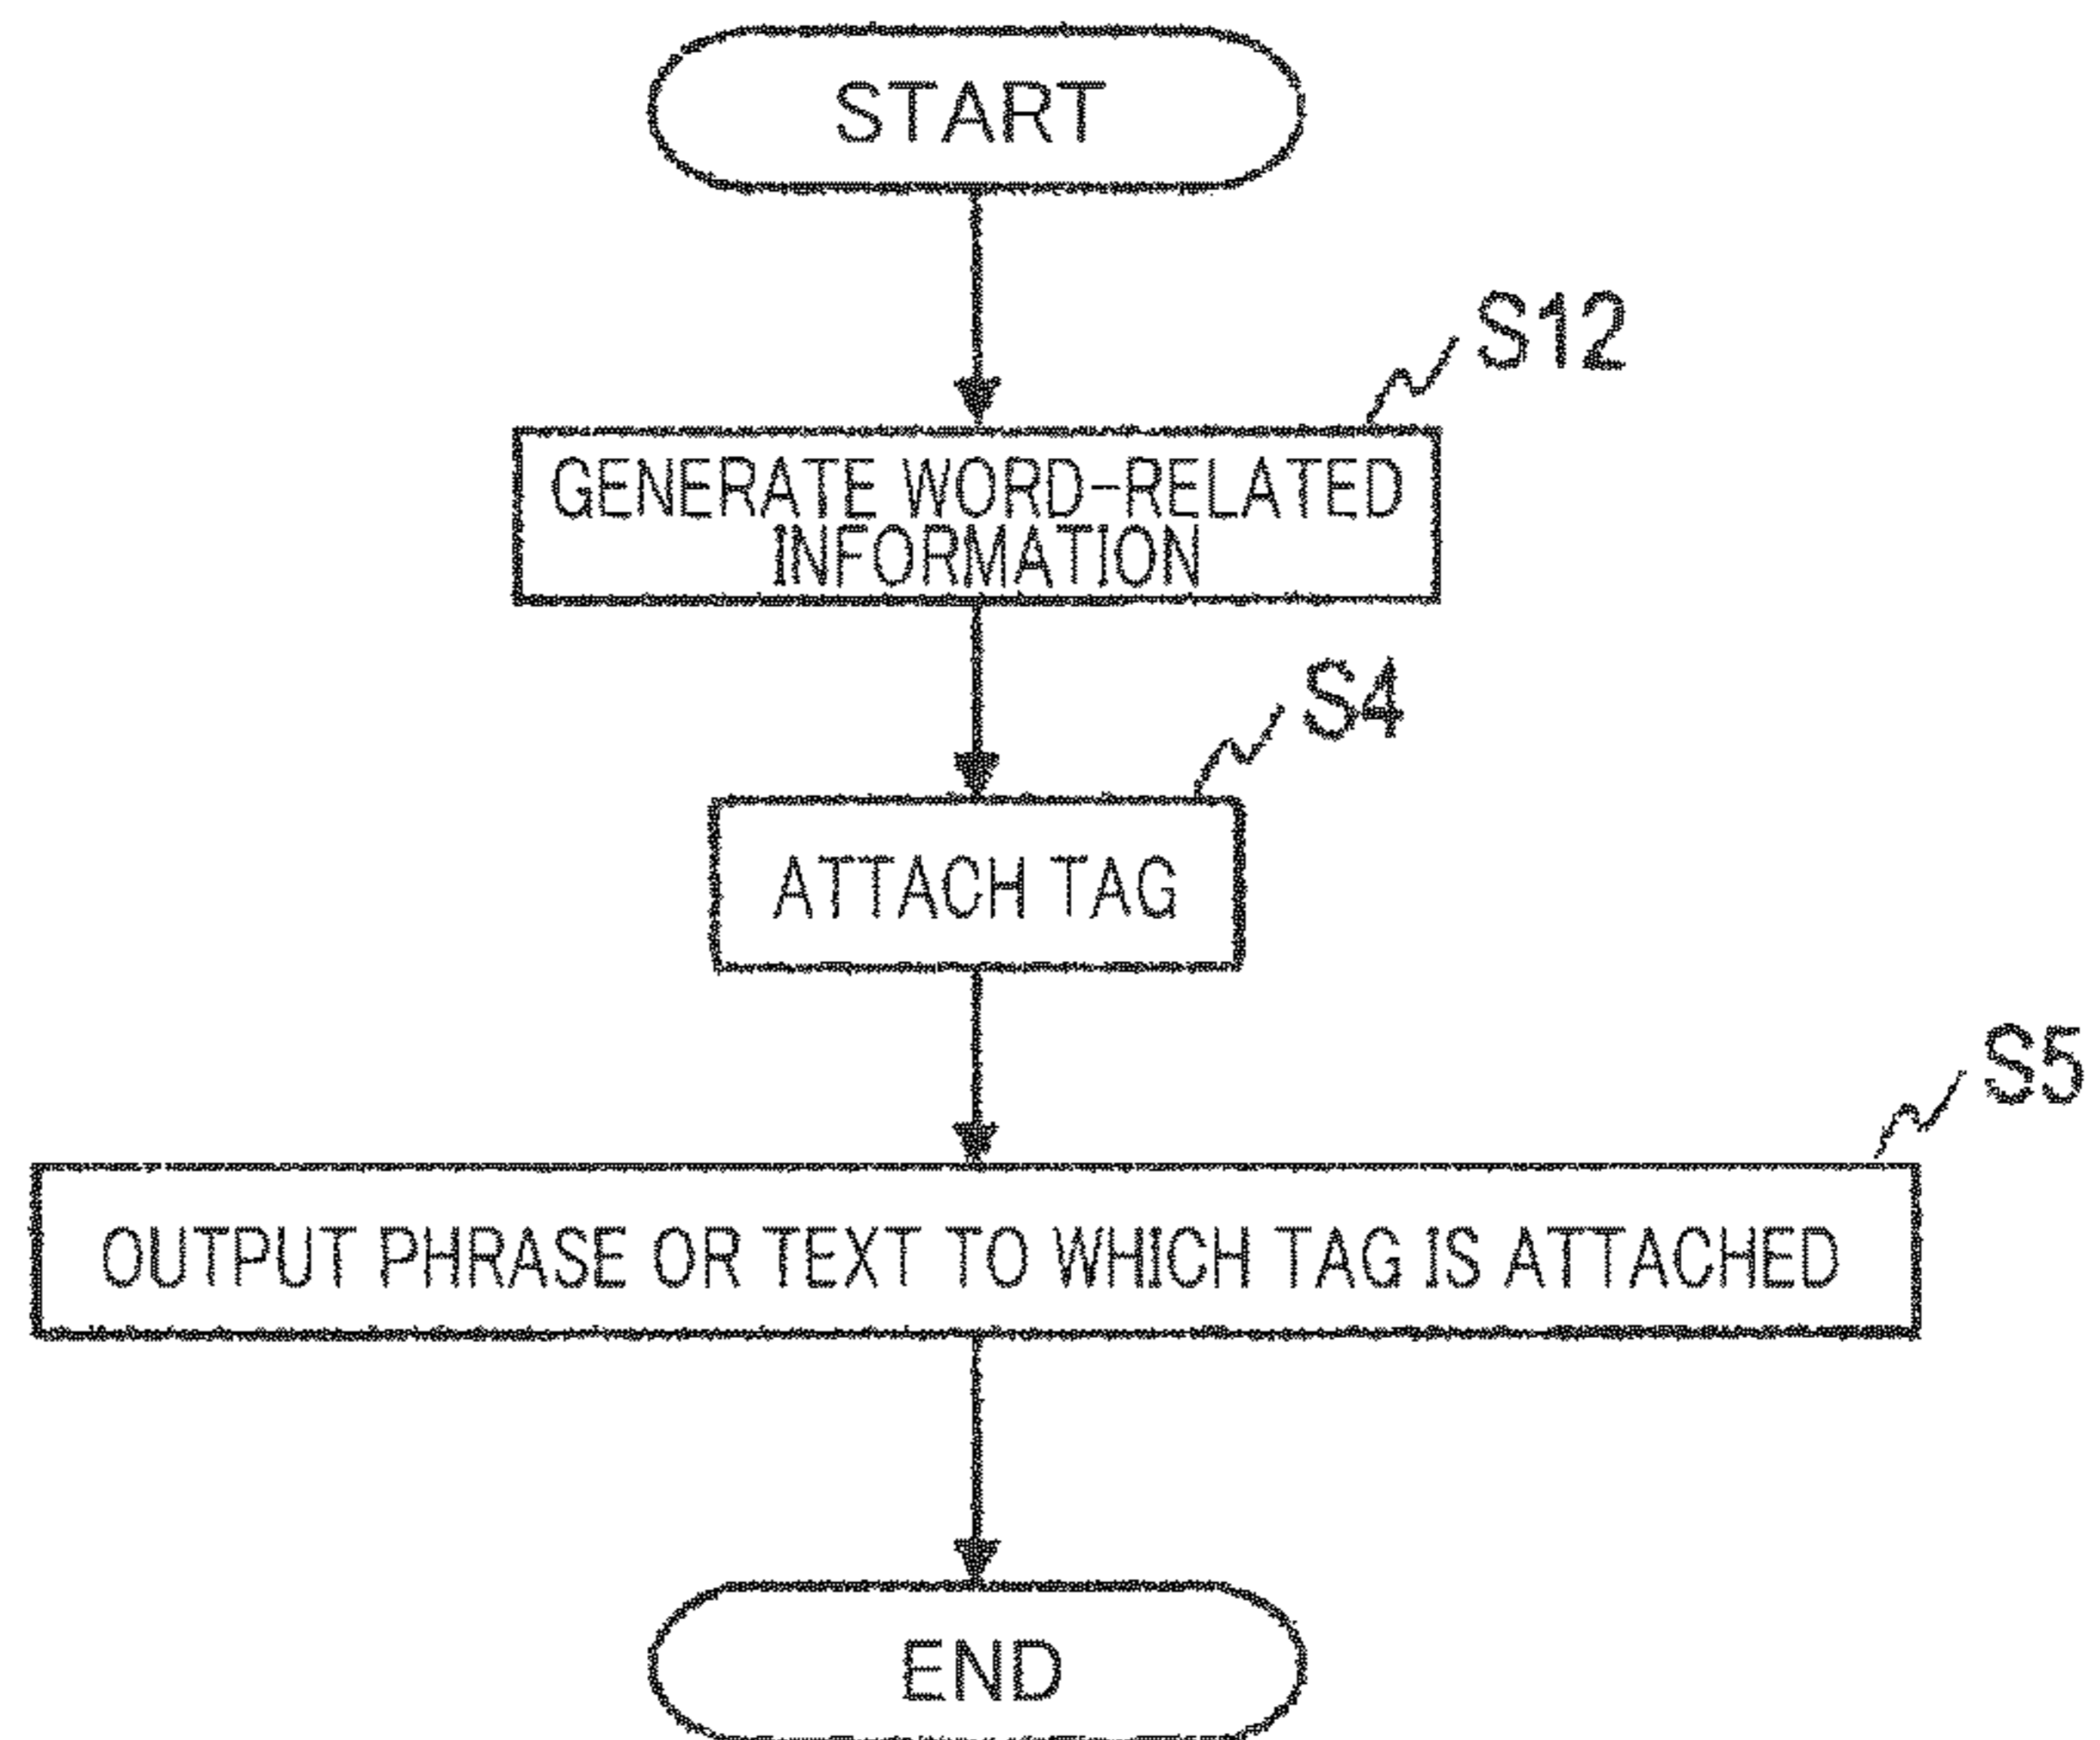 START
S12
GENERATE WORD-RELATED
INFORMATION
S4
ATTACH TAG
S5
OUTPUT PHRASE OR TEXT TO WHICH TAG IS ATTACHED
END